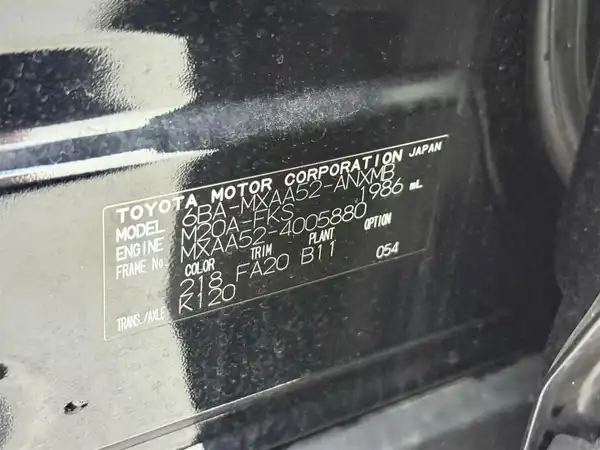 TOYOTA MOTOR CORPORATION JAPAN
MODEL 6BA-MXAA52-ANXMB
ENGINE M20A-FKS 1986 mL
FRAME No. MXAA52-4005880
COLOR TRIM PLANT OPTION
218 FA20 B11 054
TRANS./AXLE K120